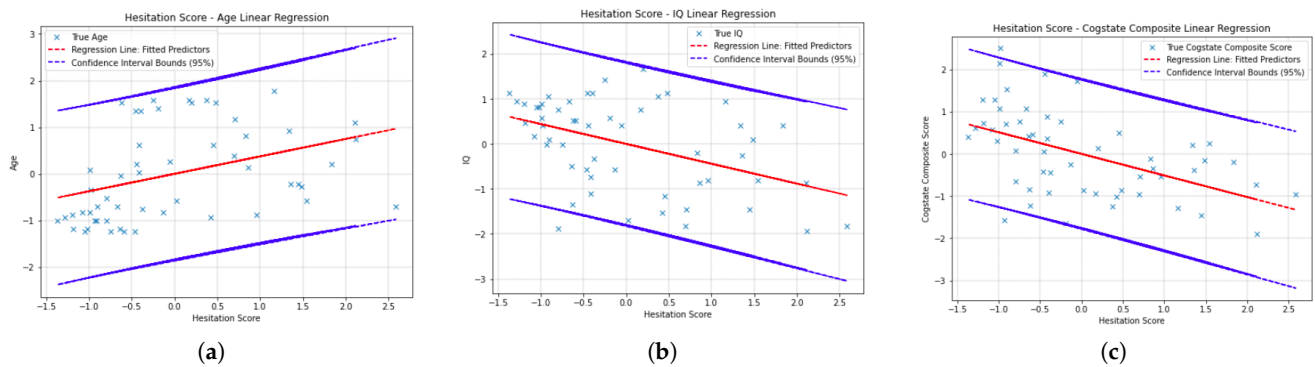 Hesitation Score - Age Linear Regression
True Age
Regression Line: Fitted Predictors
Confidence Interval Bounds (95%)
3
2
1
0
−1
−2
Age
−1.5 −1.0 −0.5 0.0 0.5 1.0 1.5 2.0 2.5
Hesitation Score
(a)
Hesitation Score - IQ Linear Regression
True IQ
Regression Line: Fitted Predictors
Confidence Interval Bounds (95%)
2
1
0
−1
−2
−3
IQ
−1.5 −1.0 −0.5 0.0 0.5 1.0 1.5 2.0 2.5
Hesitation Score
(b)
Hesitation Score - Cogstate Composite Linear Regression
True Cogstate Composite Score
Regression Line: Fitted Predictors
Confidence Interval Bounds (95%)
2
1
0
−1
−2
−3
Cogstate Composite Score
−1.5 −1.0 −0.5 0.0 0.5 1.0 1.5 2.0 2.5
Hesitation Score
(c)